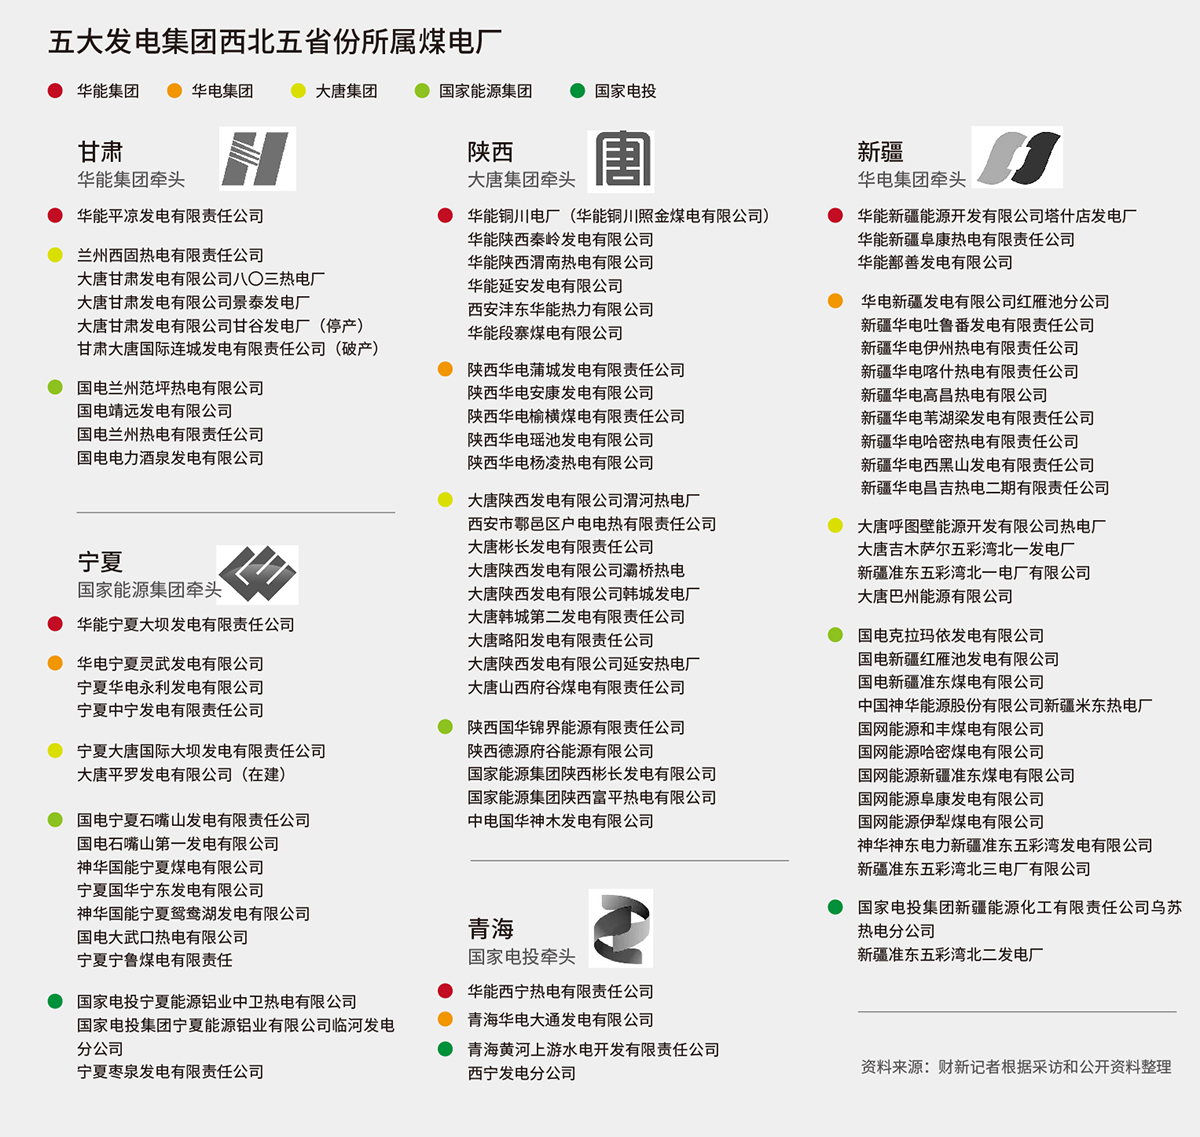 五大发电集团西北五省份所属煤电厂
华能集团 华电集团 大唐集团 国家能源集团 国家电投
甘肃
华能集团牵头
华能平凉发电有限责任公司
兰州西固热电有限责任公司
大唐甘肃发电有限公司八〇三热电厂
大唐甘肃发电有限公司景泰发电厂
大唐甘肃发电有限公司甘谷发电厂（停产）
甘肃大唐国际连城发电有限责任公司（破产）
国电兰州范坪热电有限公司
国电靖远发电有限公司
国电兰州热电有限责任公司
国电电力酒泉发电有限公司
宁夏
国家能源集团牵头
华能宁夏大坝发电有限责任公司
华电宁夏灵武发电有限公司
宁夏华电永利发电有限公司
宁夏中宁发电有限责任公司
宁夏大唐国际大坝发电有限责任公司
大唐平罗发电有限公司（在建）
国电宁夏石嘴山发电有限责任公司
国电石嘴山第一发电有限公司
神华国能宁夏煤电有限公司
宁夏国华宁东发电有限公司
神华国能宁夏鸳鸯湖发电有限公司
国电大武口热电有限公司
宁夏宁鲁煤电有限责任
国家电投宁夏能源铝业中卫热电有限公司
国家电投集团宁夏能源铝业有限公司临河发电
分公司
宁夏枣泉发电有限责任公司
陕西
大唐集团牵头
唐
华能铜川电厂（华能铜川照金煤电有限公司）
华能陕西秦岭发电有限公司
华能陕西渭南热电有限公司
华能延安发电有限公司
西安沣东华能热力有限公司
华能段寨煤电有限公司
陕西华电蒲城发电有限责任公司
陕西华电安康发电有限公司
陕西华电榆横煤电有限责任公司
陕西华电瑶池发电有限公司
陕西华电杨凌热电有限公司
大唐陕西发电有限公司渭河热电厂
西安市鄠邑区户电电热有限责任公司
大唐彬长发电有限责任公司
大唐陕西发电有限公司灞桥热电
大唐陕西发电有限公司韩城发电厂
大唐韩城第二发电有限责任公司
大唐略阳发电有限责任公司
大唐陕西发电有限公司延安热电厂
大唐山西府谷煤电有限责任公司
陕西国华锦界能源有限责任公司
陕西德源府谷能源有限公司
国家能源集团陕西彬长发电有限公司
国家能源集团陕西富平热电有限公司
中电国华神木发电有限公司
青海
国家电投牵头
华能西宁热电有限责任公司
青海华电大通发电有限公司
青海黄河上游水电开发有限责任公司
西宁发电分公司
新疆
华电集团牵头
华能新疆能源开发有限公司塔什店发电厂
华能新疆阜康热电有限责任公司
华能鄯善发电有限公司
华电新疆发电有限公司红雁池分公司
新疆华电吐鲁番发电有限责任公司
新疆华电伊州热电有限责任公司
新疆华电喀什热电有限责任公司
新疆华电高昌热电有限公司
新疆华电苇湖梁发电有限责任公司
新疆华电哈密热电有限责任公司
新疆华电西黑山发电有限责任公司
新疆华电昌吉热电二期有限责任公司
大唐呼图壁能源开发有限公司热电厂
大唐吉木萨尔五彩湾北一发电厂
新疆准东五彩湾北一电厂有限公司
大唐巴州能源有限公司
国电克拉玛依发电有限公司
国电新疆红雁池发电有限公司
国电新疆准东煤电有限公司
中国神华能源股份有限公司新疆米东热电厂
国网能源和丰煤电有限公司
国网能源哈密煤电有限公司
国网能源新疆准东煤电有限公司
国网能源阜康发电有限公司
国网能源伊犁煤电有限公司
神华神东电力新疆准东五彩湾发电有限公司
新疆准东五彩湾北三电厂有限公司
国家电投集团新疆能源化工有限责任公司乌苏
热电分公司
新疆准东五彩湾北二发电厂
资料来源：财新记者根据采访和公开资料整理